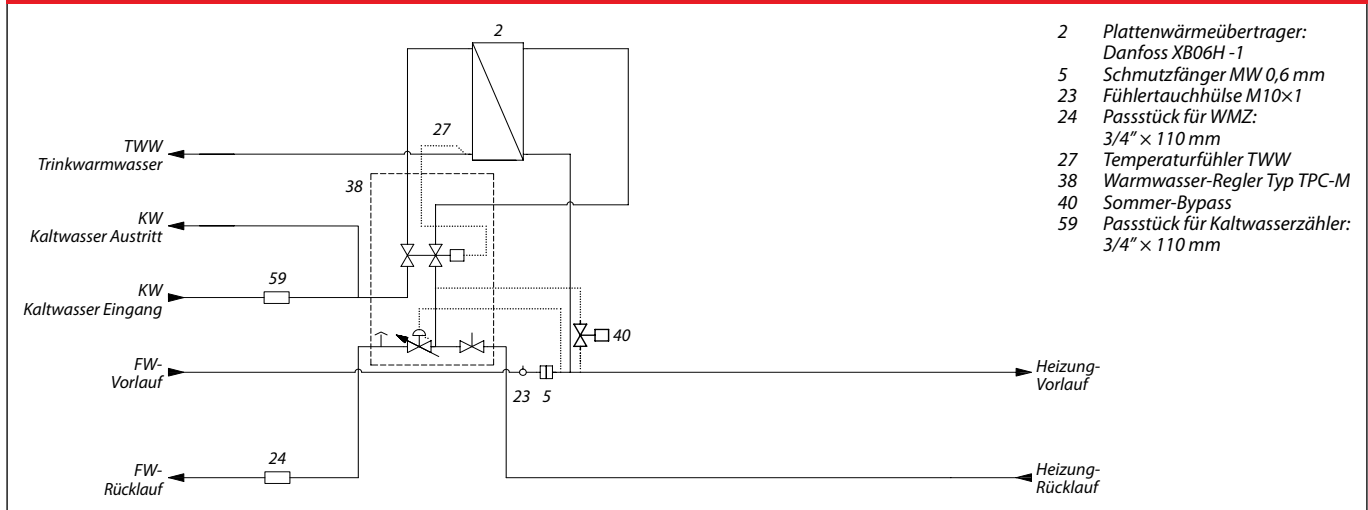 2
27
38
TWW
Trinkwarmwasser
KW
Kaltwasser Austritt
59
KW
Kaltwasser Eingang
40
FW-
Vorlauf
23
5
Heizung-
Vorlauf
24
FW-
Rücklauf
Heizung-
Rücklauf
2 Plattenwärmeübertrager:
Danfoss XB06H -1
5 Schmutzfänger MW 0,6 mm
23 Fühlertauchhülse M10×1
24 Passstück für WMZ:
3/4" × 110 mm
27 Temperaturfühler TWW
38 Warmwasser-Regler Typ TPC-M
40 Sommer-Bypass
59 Passstück für Kaltwasserzähler:
3/4" × 110 mm